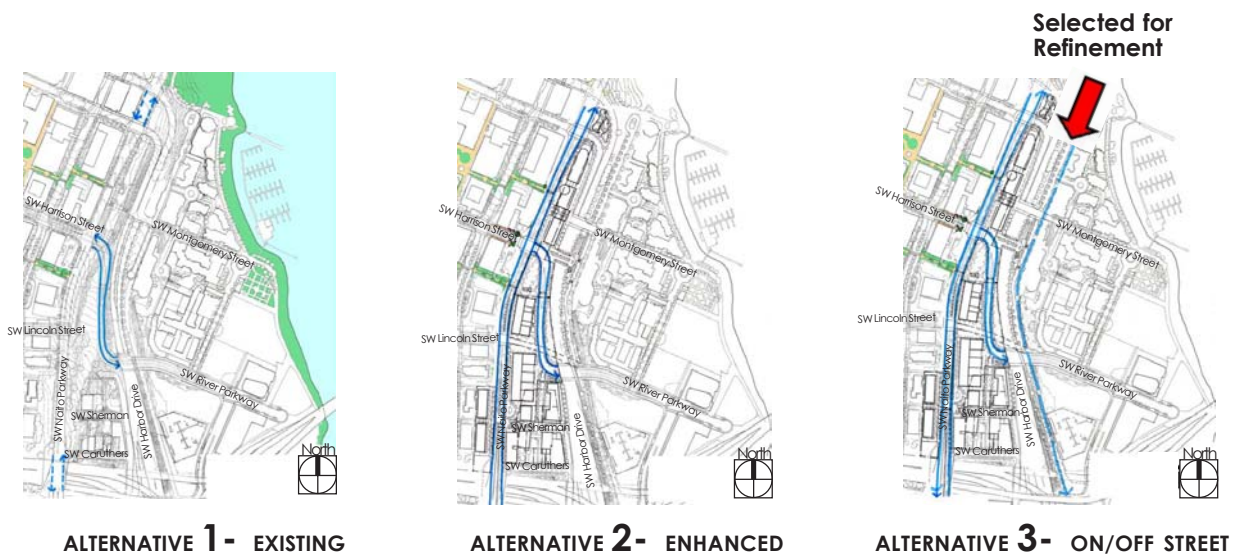 Selected for
Refinement
SW Harrison Street
SW Montgomery Street
SW Lincoln Street
SW Naito Parkway
SW River Parkway
SW Sherman
SW Harbor Drive
SW Caruthers
North
ALTERNATIVE 1- EXISTING
SW Harrison Street
SW Montgomery Street
SW Lincoln Street
SW Naito Parkway
SW River Parkway
SW Sherman
SW Harbor Drive
SW Caruthers
North
ALTERNATIVE 2- ENHANCED
SW Harrison Street
SW Montgomery Street
SW Lincoln Street
SW Naito Parkway
SW River Parkway
SW Sherman
SW Harbor Drive
SW Caruthers
North
ALTERNATIVE 3- ON/OFF STREET